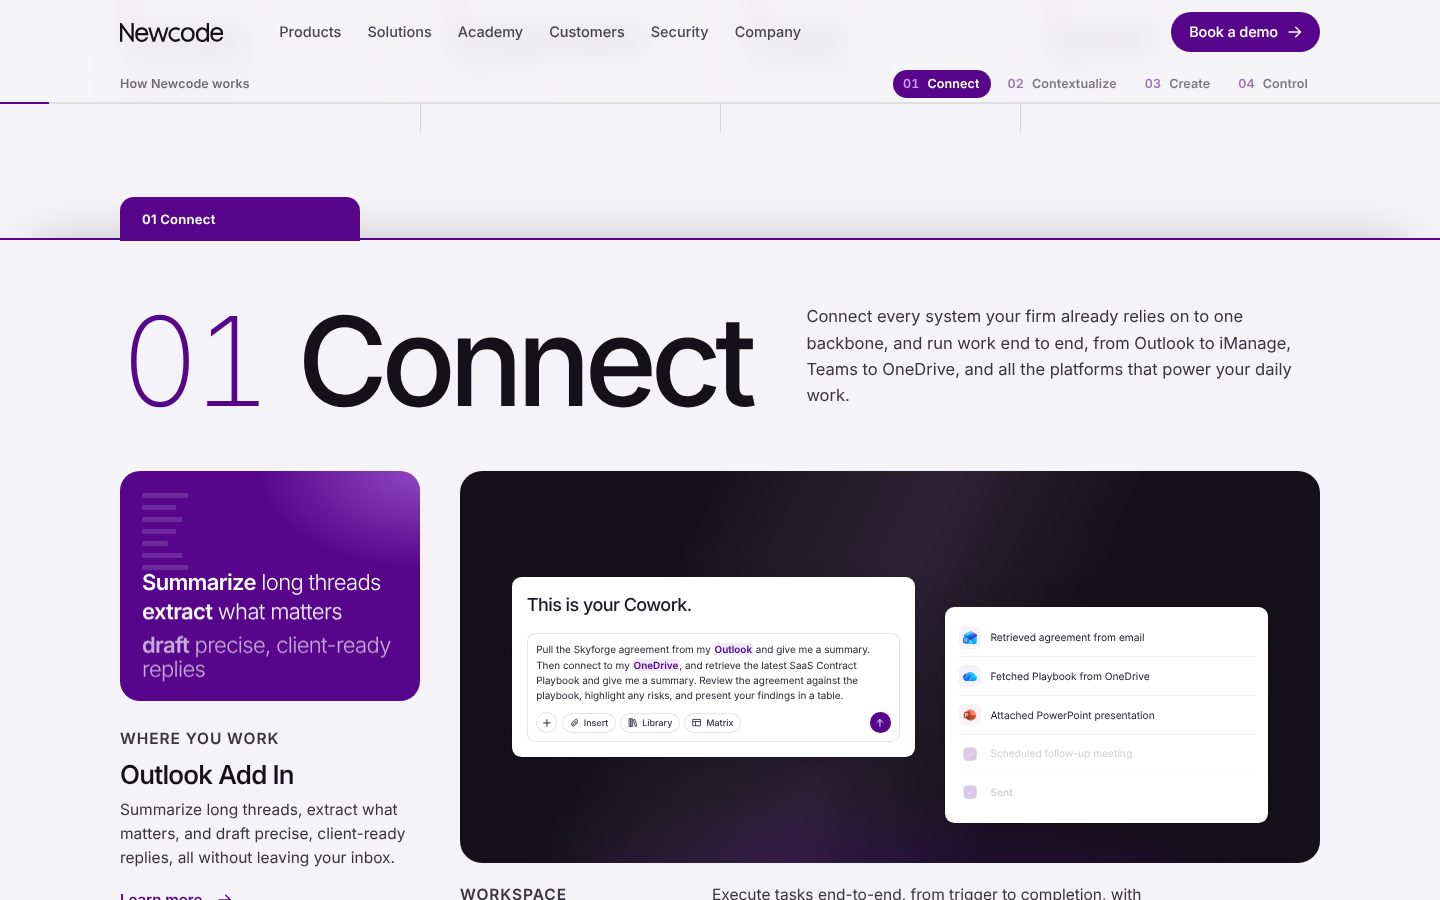 Newcode
Products
Solutions
Academy
Customers
Security
Company
Book a demo
How Newcode works
01 Connect
02 Contextualize
03 Create
04 Control
01 Connect
01 Connect
Connect every system your firm already relies on to one
backbone, and run work end to end, from Outlook to iManage,
Teams to OneDrive, and all the platforms that power your daily
work.
Summarize long threads
extract what matters
draft precise, client-ready
replies
This is your Cowork.
Pull the Skyforge agreement from my Outlook and give me a summary.
Then connect to my OneDrive, and retrieve the latest SaaS Contract
Playbook and give me a summary. Review the agreement against the
playbook, highlight any risks, and present your findings in a table.
Insert
Library
Matrix
Retrieved agreement from email
Fetched Playbook from OneDrive
Attached PowerPoint presentation
Scheduled follow-up meeting
Sent
WHERE YOU WORK
Outlook Add In
Summarize long threads, extract what
matters, and draft precise, client-ready
replies, all without leaving your inbox.
Learn more
WORKSPACE
Execute tasks end-to-end, from trigger to completion, with